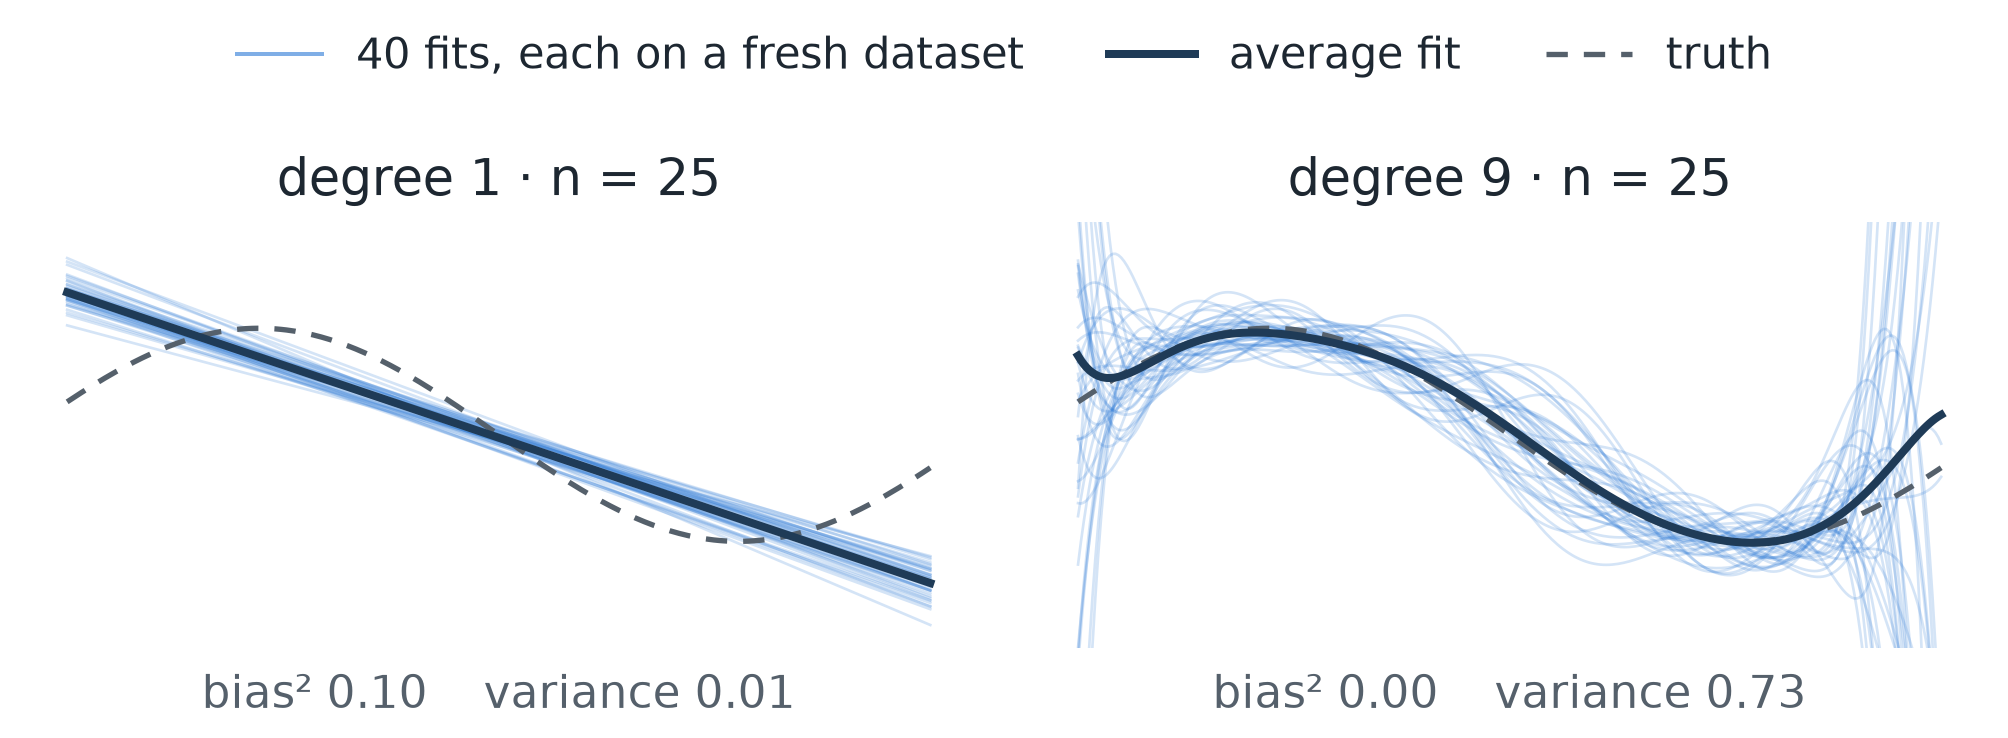 40 fits, each on a fresh dataset average fit truth
degree 1 · n = 25
degree 9 · n = 25
bias² 0.10 variance 0.01
bias² 0.00 variance 0.73